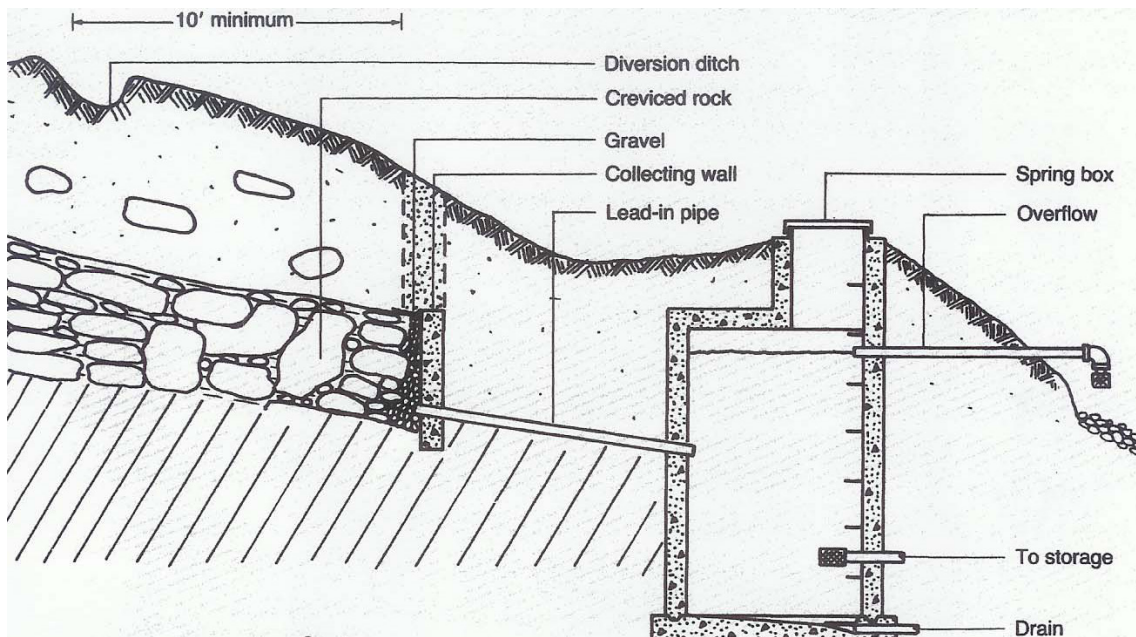 10' minimum
Diversion ditch
Creviced rock
Gravel
Collecting wall
Lead-in pipe
Spring box
Overflow
To storage
Drain